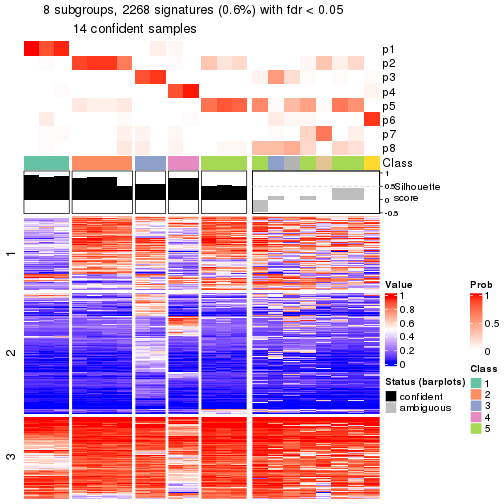 8 subgroups, 2268 signatures (0.6%) with fdr < 0.05
14 confident samples
p1
p2
p3
p4
p5
p6
p7
p8
Class
1
0.5
0
-0.5
Silhouette
score
1
2
3
Value
1
0.8
0.6
0.4
0.2
0
Prob
1
0.5
0
Status (barplots)
confident
ambiguous
Class
1
2
3
4
5